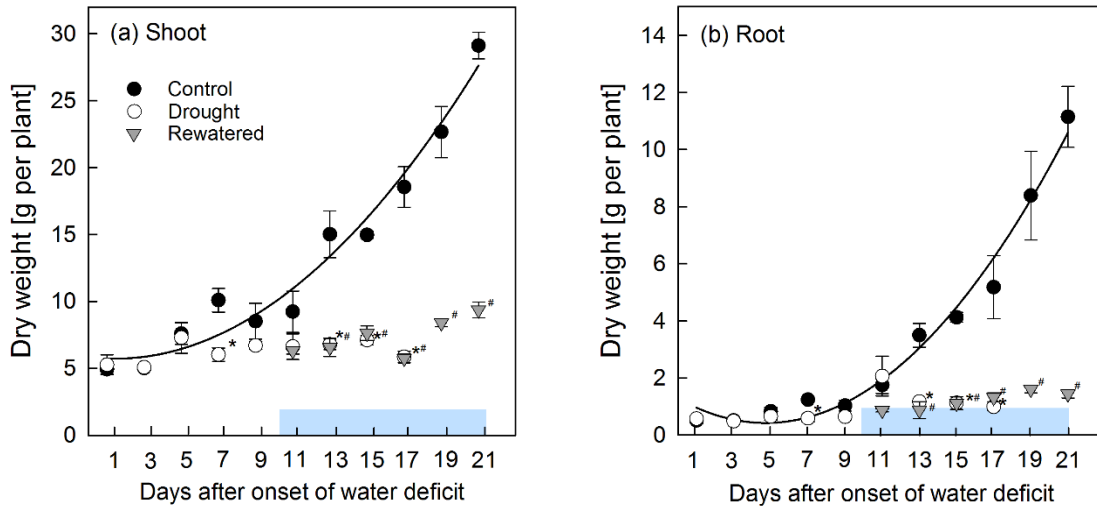 (a) Shoot
Control
Drought
Rewatered
Dry weight [g per plant]
30
25
20
15
10
5
0
*
*#
*#
*#
#
#
1 3 5 7 9 11 13 15 17 19 21
Days after onset of water deficit
(b) Root
Dry weight [g per plant]
14
12
10
8
6
4
2
0
*
*
#
*#
#
*
#
#
1 3 5 7 9 11 13 15 17 19 21
Days after onset of water deficit